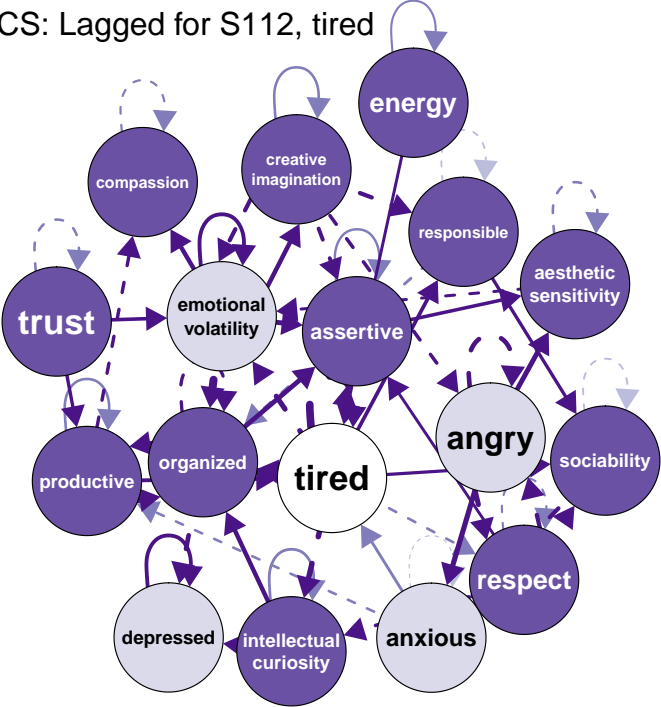 CS: Lagged for S112, tired
energy
creative
imagination
compassion
responsible
aesthetic
sensitivity
emotional
volatility
trust
assertive
angry
sociability
organized
tired
productive
respect
depressed
intellectual
curiosity
anxious